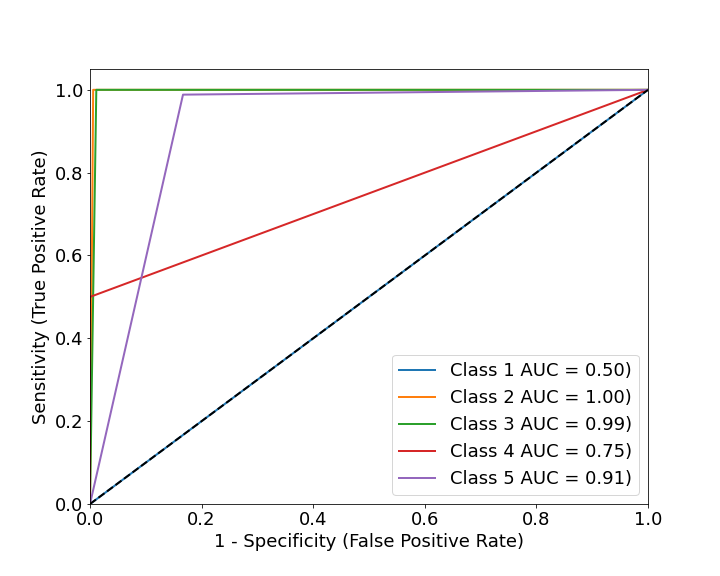 1.0
0.8
0.6
0.4
0.2
0.0
Sensitivity (True Positive Rate)
Class 1 AUC = 0.50)
Class 2 AUC = 1.00)
Class 3 AUC = 0.99)
Class 4 AUC = 0.75)
Class 5 AUC = 0.91)
0.0 0.2 0.4 0.6 0.8 1.0
1 - Specificity (False Positive Rate)